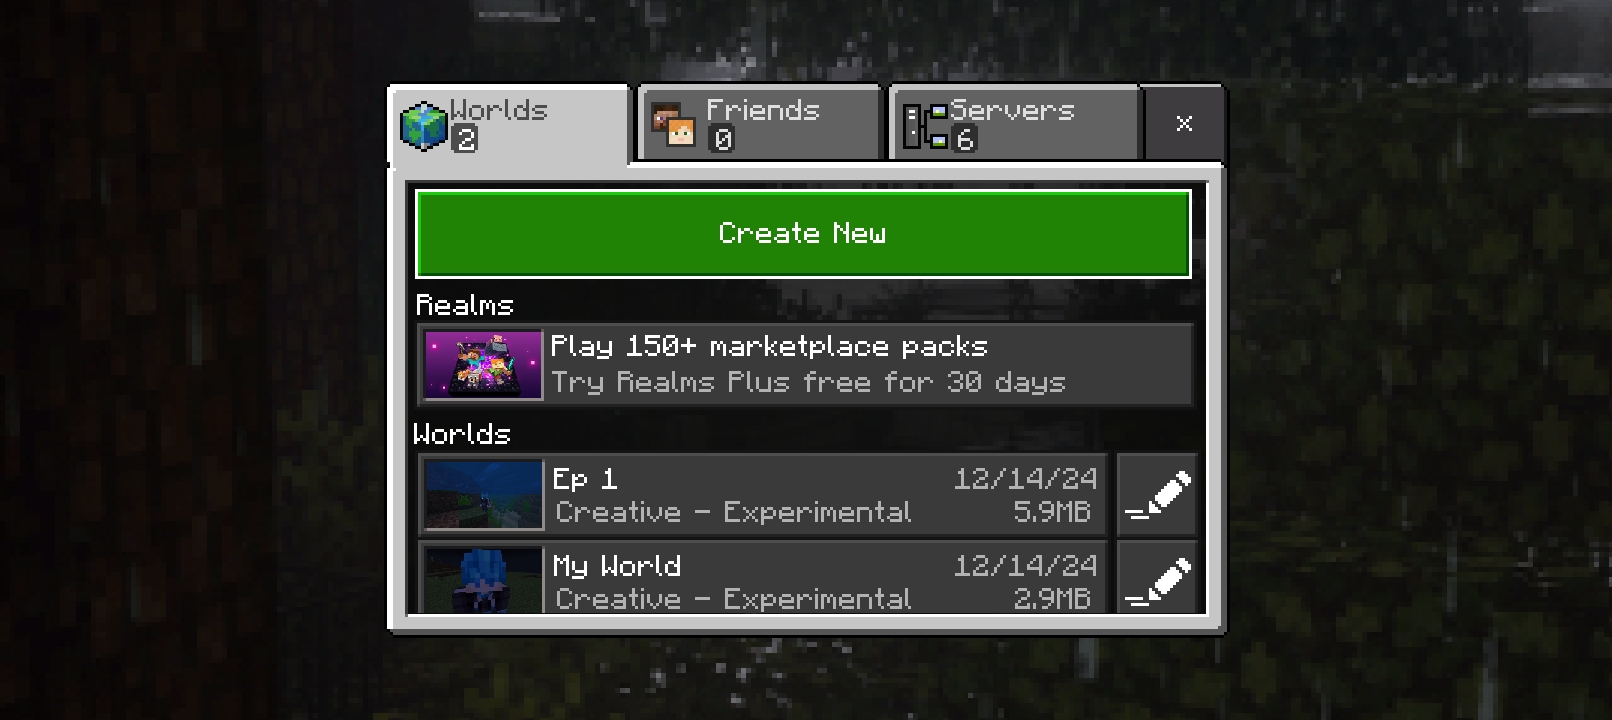 Worlds
2
Friends
0
Servers
6
Create New
Realms
Play 150+ marketplace packs
Try Realms Plus free for 30 days
Worlds
Ep 1
12/14/24
Creative - Experimental
5.9MB
My World
12/14/24
Creative - Experimental
2.9MB